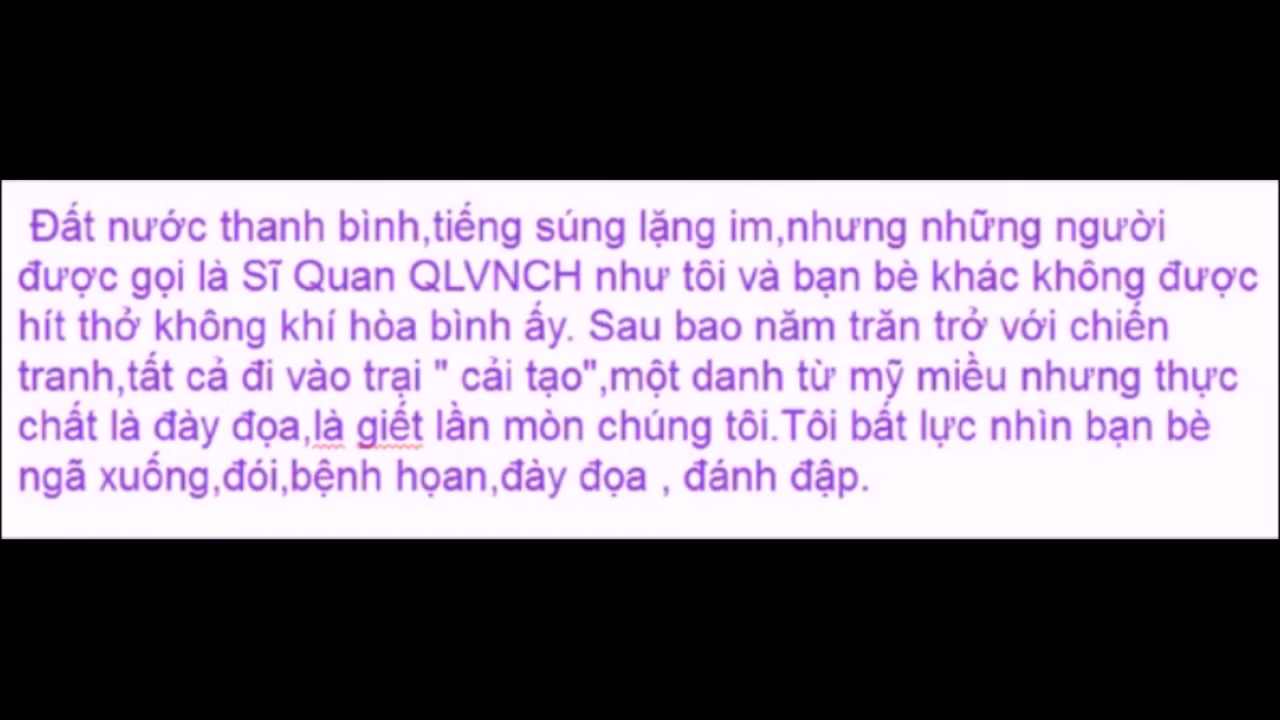 Đất nước thanh bình,tiếng súng lặng im,nhưng những người
được gọi là Sĩ Quan QLVNCH như tôi và bạn bè khác không được
hít thở không khí hòa bình ấy. Sau bao năm trăn trở với chiến
tranh,tất cả đi vào trại " cải tạo",một danh từ mỹ miều nhưng thực
chất là đày đọa,là giết lần mòn chúng tôi.Tôi bất lực nhìn bạn bè
ngã xuống,đói,bệnh họan,đày đọa , đánh đập.